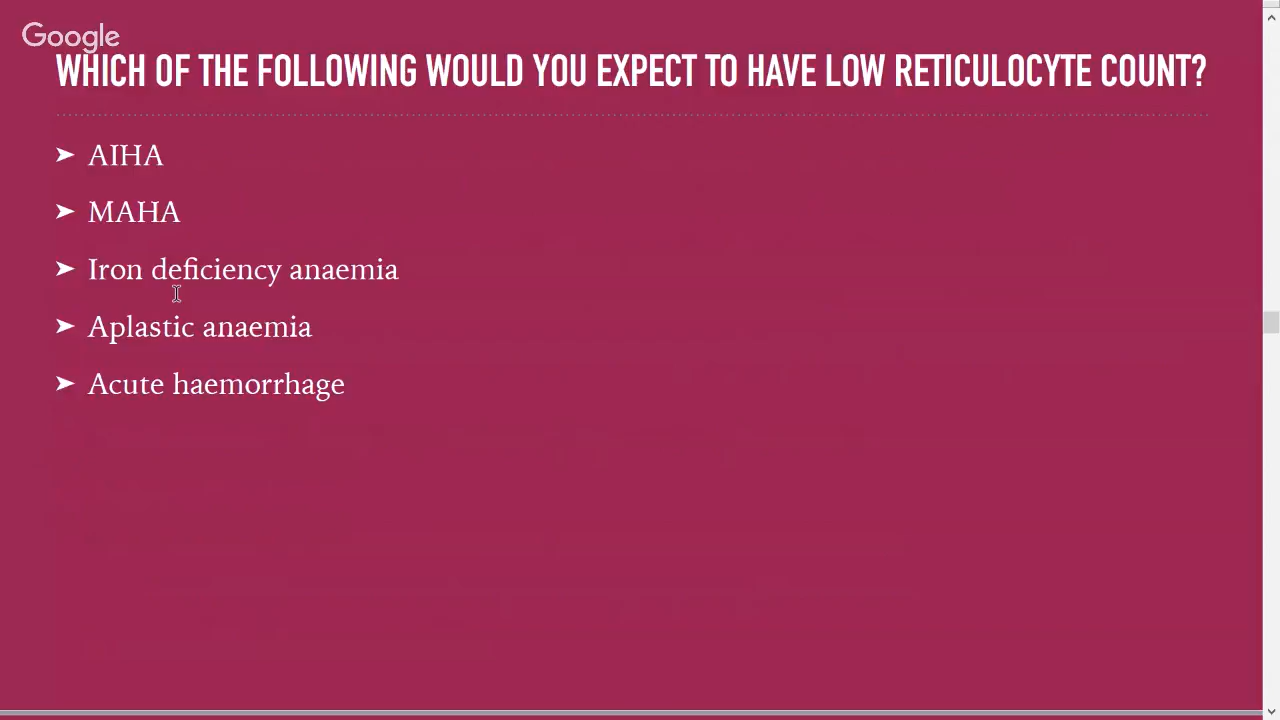 Google
WHICH OF THE FOLLOWING WOULD YOU EXPECT TO HAVE LOW RETICULOCYTE COUNT?
➤ AIHA
➤ MAHA
➤ Iron deficiency anaemia
➤ Aplastic anaemia
➤ Acute haemorrhage